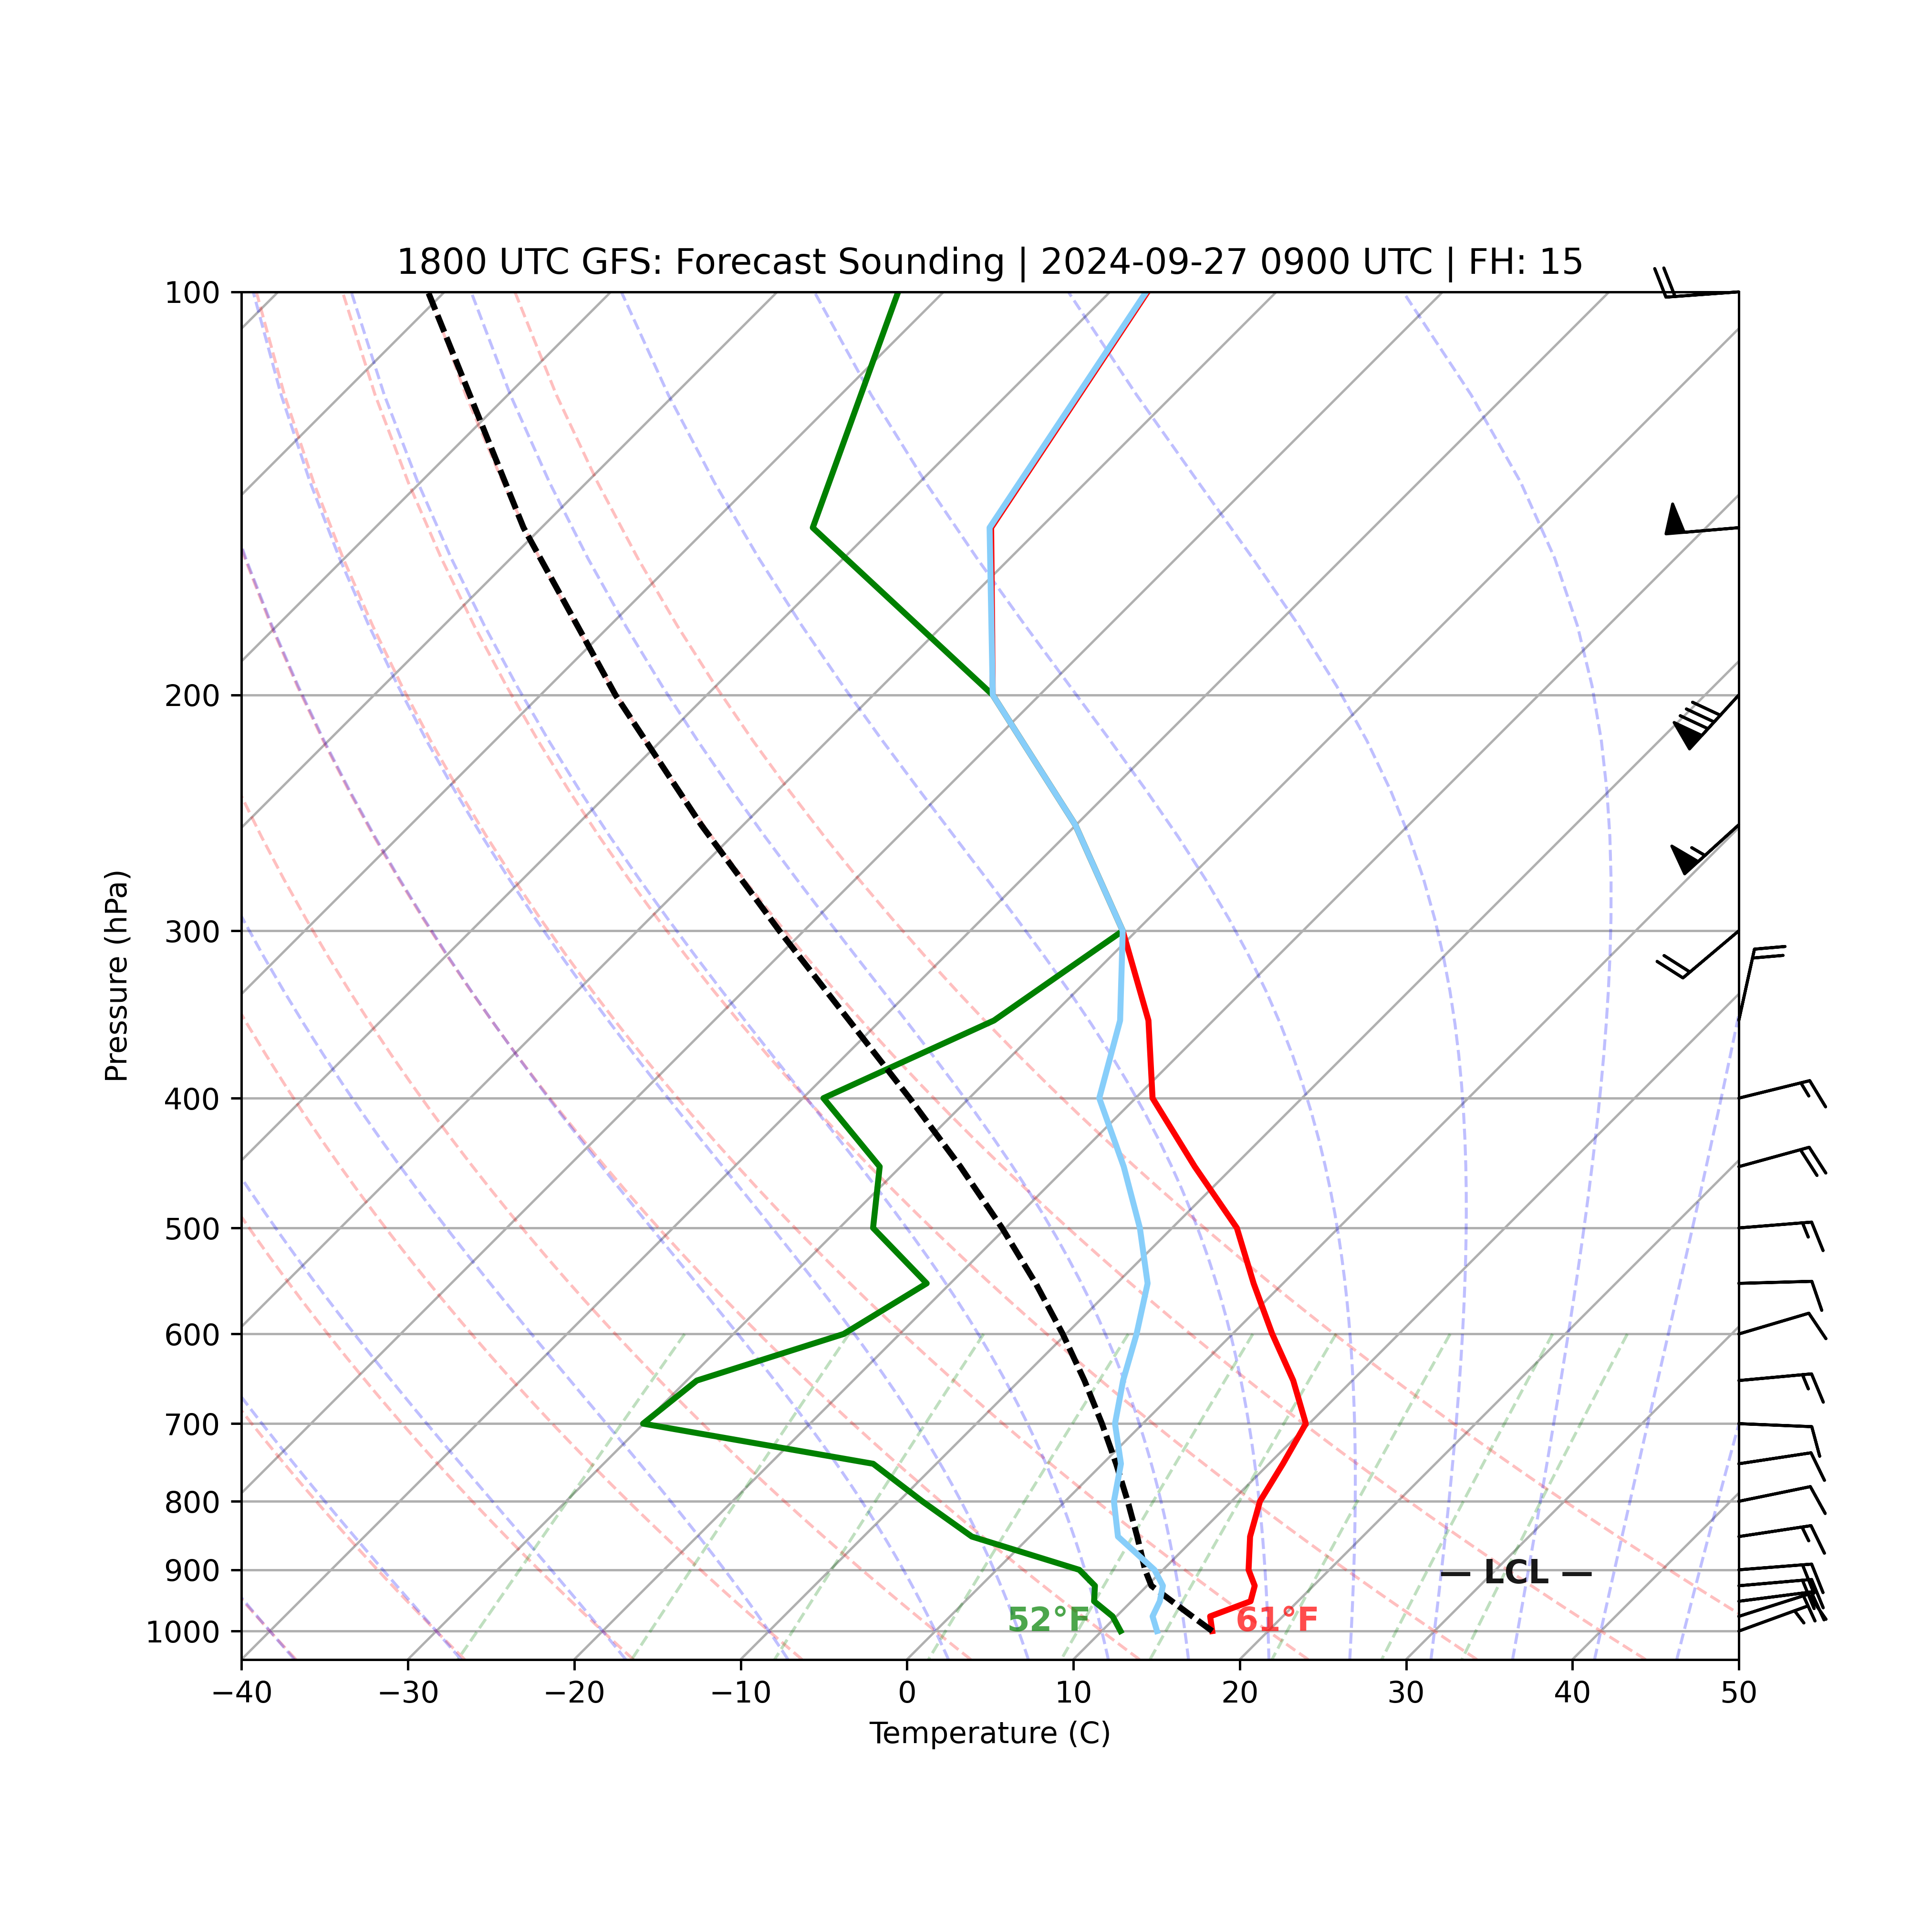 1800 UTC GFS: Forecast Sounding | 2024-09-27 0900 UTC | FH: 15
100
200
300
400
500
600
700
800
900
1000
Pressure (hPa)
— LCL —
52°F
61°F
−40 −30 −20 −10 0 10 20 30 40 50
Temperature (C)